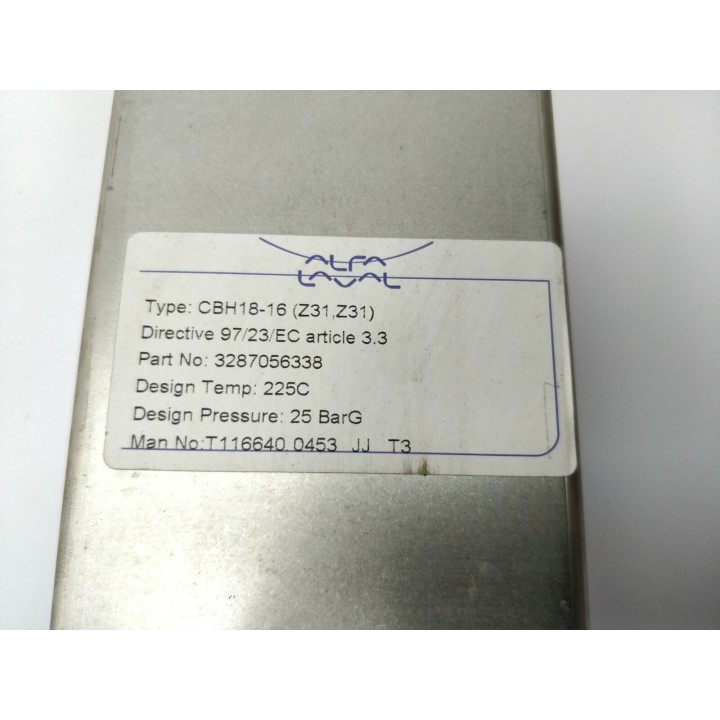 ALFA
LAVAL
Type: CBH18-16 (Z31,Z31)
Directive 97/23/EC article 3.3
Part No: 3287056338
Design Temp: 225C
Design Pressure: 25 BarG
Man No:T116640 0453 JJ T3